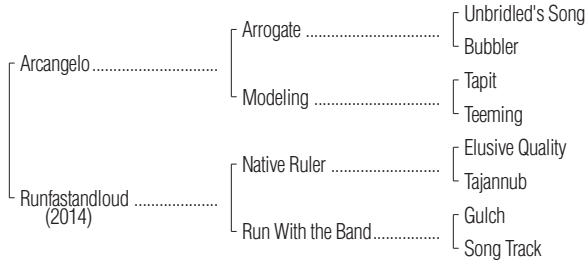 Unbridled's Song
Arrogate ................................
Bubbler
Arcangelo ..............................
Tapit
Modeling ..............................
Teeming
Elusive Quality
Native Ruler ..........................
Tajannub
Runfastandloud ....................
(2014)
Gulch
Run With the Band................
Song Track